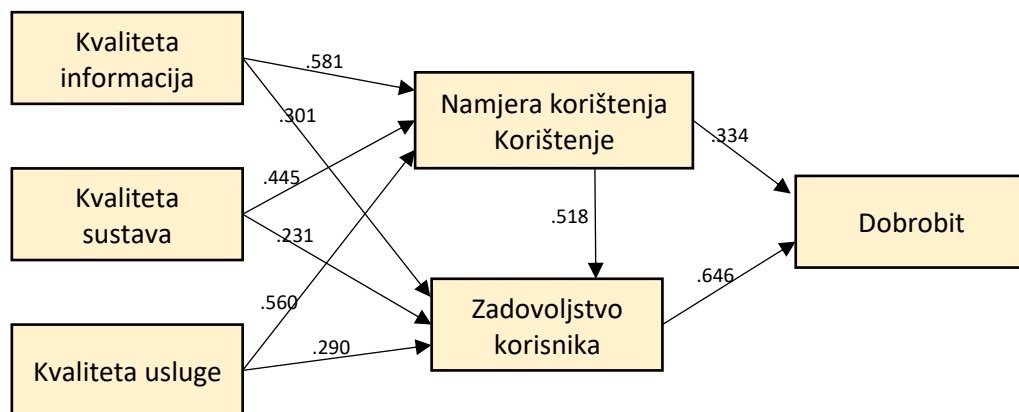 Kvaliteta
informacija
.581
Namjera korištenja
Korištenje
.301
.334
Kvaliteta
sustava
.445
.518
Dobrobit
.231
.646
.560
Zadovoljstvo
korisnika
Kvaliteta usluge
.290